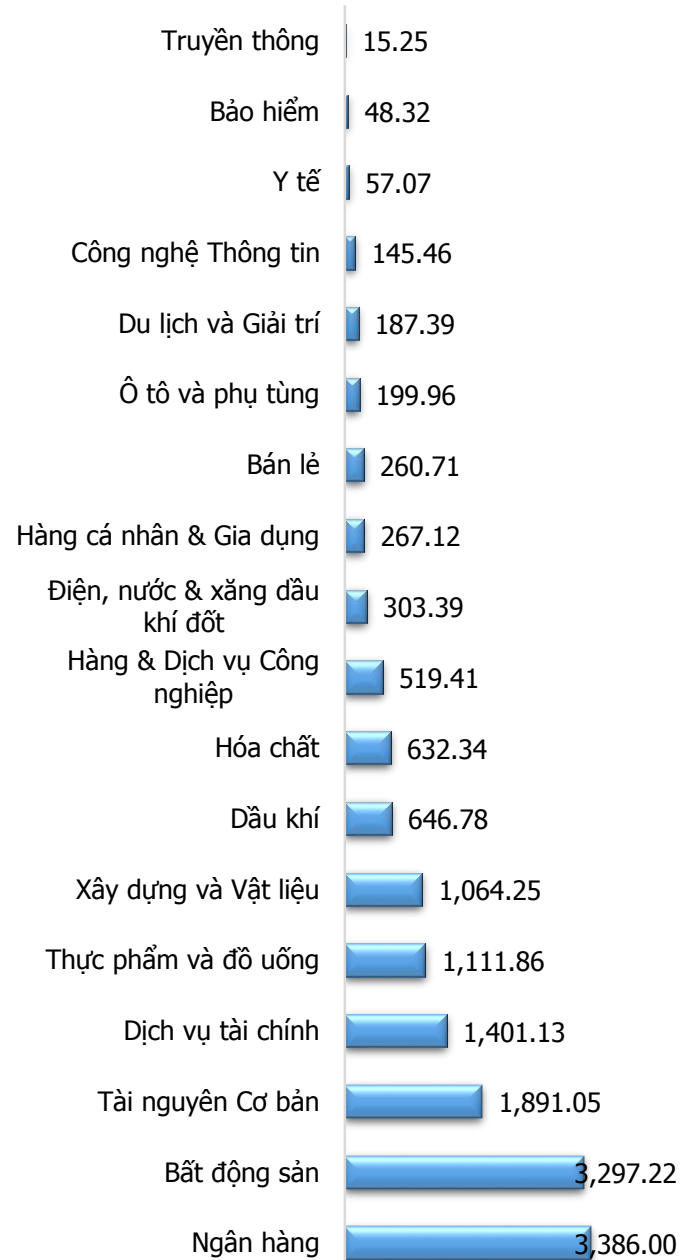 Truyền thông 15.25
Bảo hiểm 48.32
Y tế 57.07
Công nghệ Thông tin 145.46
Du lịch và Giải trí 187.39
Ô tô và phụ tùng 199.96
Bán lẻ 260.71
Hàng cá nhân & Gia dụng 267.12
Điện, nước & xăng dầu
khí đốt 303.39
Hàng & Dịch vụ Công
nghiệp 519.41
Hóa chất 632.34
Dầu khí 646.78
Xây dựng và Vật liệu 1,064.25
Thực phẩm và đồ uống 1,111.86
Dịch vụ tài chính 1,401.13
Tài nguyên Cơ bản 1,891.05
Bất động sản 3,297.22
Ngân hàng 3,386.00